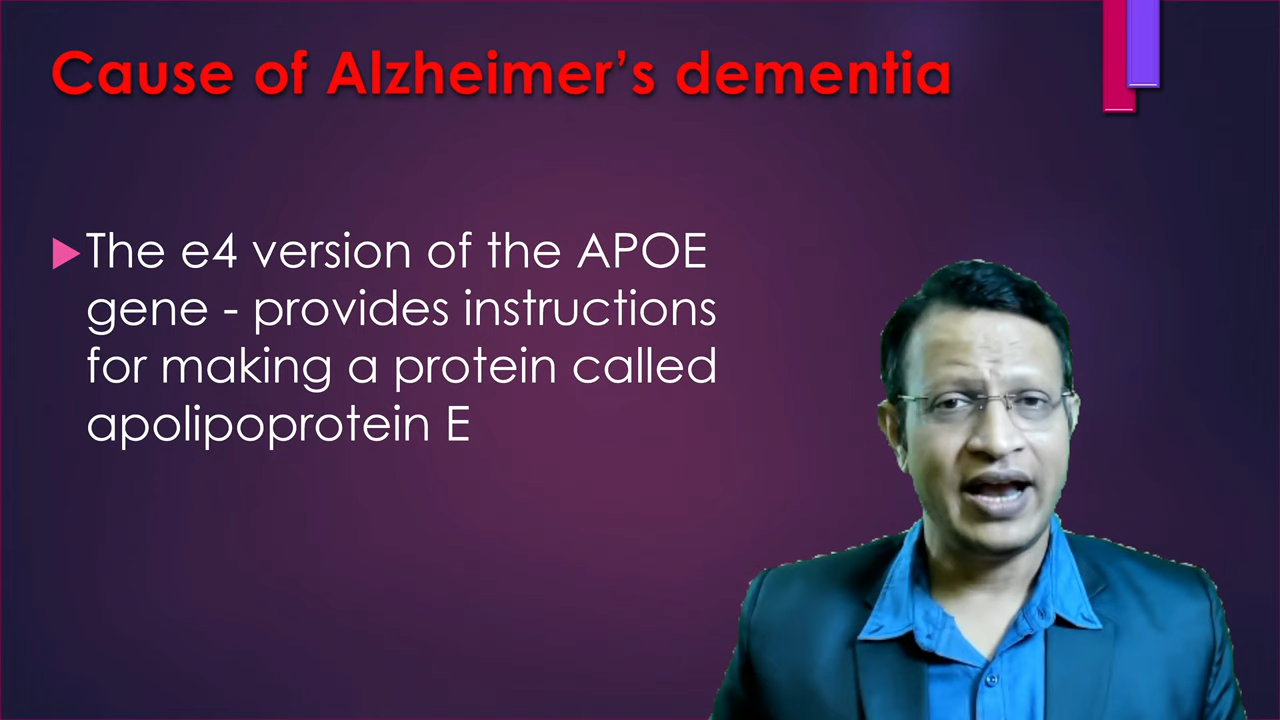 Cause of Alzheimer’s dementia
The e4 version of the APOE
gene - provides instructions
for making a protein called
apolipoprotein E